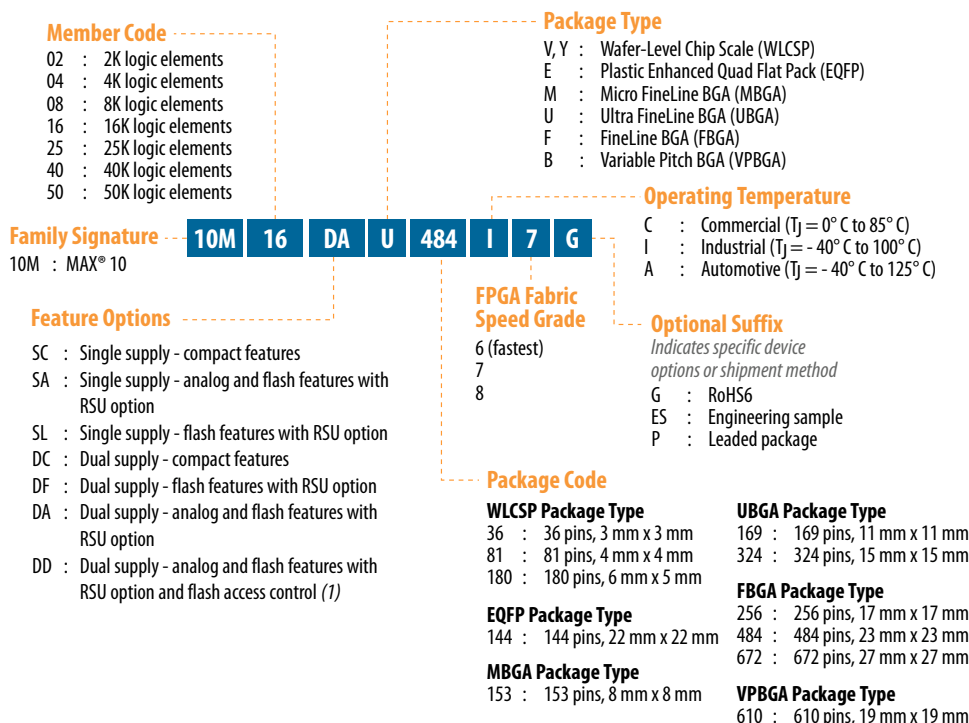 Member Code
02 : 2K logic elements
04 : 4K logic elements
08 : 8K logic elements
16 : 16K logic elements
25 : 25K logic elements
40 : 40K logic elements
50 : 50K logic elements
Package Type
V, Y : Wafer-Level Chip Scale (WLCSP)
E : Plastic Enhanced Quad Flat Pack (EQFP)
M : Micro FineLine BGA (MBGA)
U : Ultra FineLine BGA (UBGA)
F : FineLine BGA (FBGA)
B : Variable Pitch BGA (VPBGA)
Operating Temperature
C : Commercial (TJ = 0° C to 85° C)
I : Industrial (TJ = - 40° C to 100° C)
A : Automotive (TJ = - 40° C to 125° C)
Family Signature
10M : MAX® 10
10M 16 DA U 484 I 7 G
Feature Options
SC : Single supply - compact features
SA : Single supply - analog and flash features with
RSU option
SL : Single supply - flash features with RSU option
DC : Dual supply - compact features
DF : Dual supply - flash features with RSU option
DA : Dual supply - analog and flash features with
RSU option
DD : Dual supply - analog and flash features with
RSU option and flash access control (1)
FPGA Fabric
Speed Grade
6 (fastest)
7
8
Optional Suffix
Indicates specific device
options or shipment method
G : RoHS6
ES : Engineering sample
P : Leaded package
Package Code
WLCSP Package Type
36 : 36 pins, 3 mm x 3 mm
81 : 81 pins, 4 mm x 4 mm
180 : 180 pins, 6 mm x 5 mm
EQFP Package Type
144 : 144 pins, 22 mm x 22 mm
MBGA Package Type
153 : 153 pins, 8 mm x 8 mm
UBGA Package Type
169 : 169 pins, 11 mm x 11 mm
324 : 324 pins, 15 mm x 15 mm
FBGA Package Type
256 : 256 pins, 17 mm x 17 mm
484 : 484 pins, 23 mm x 23 mm
672 : 672 pins, 27 mm x 27 mm
VPBGA Package Type
610 : 610 pins, 19 mm x 19 mm